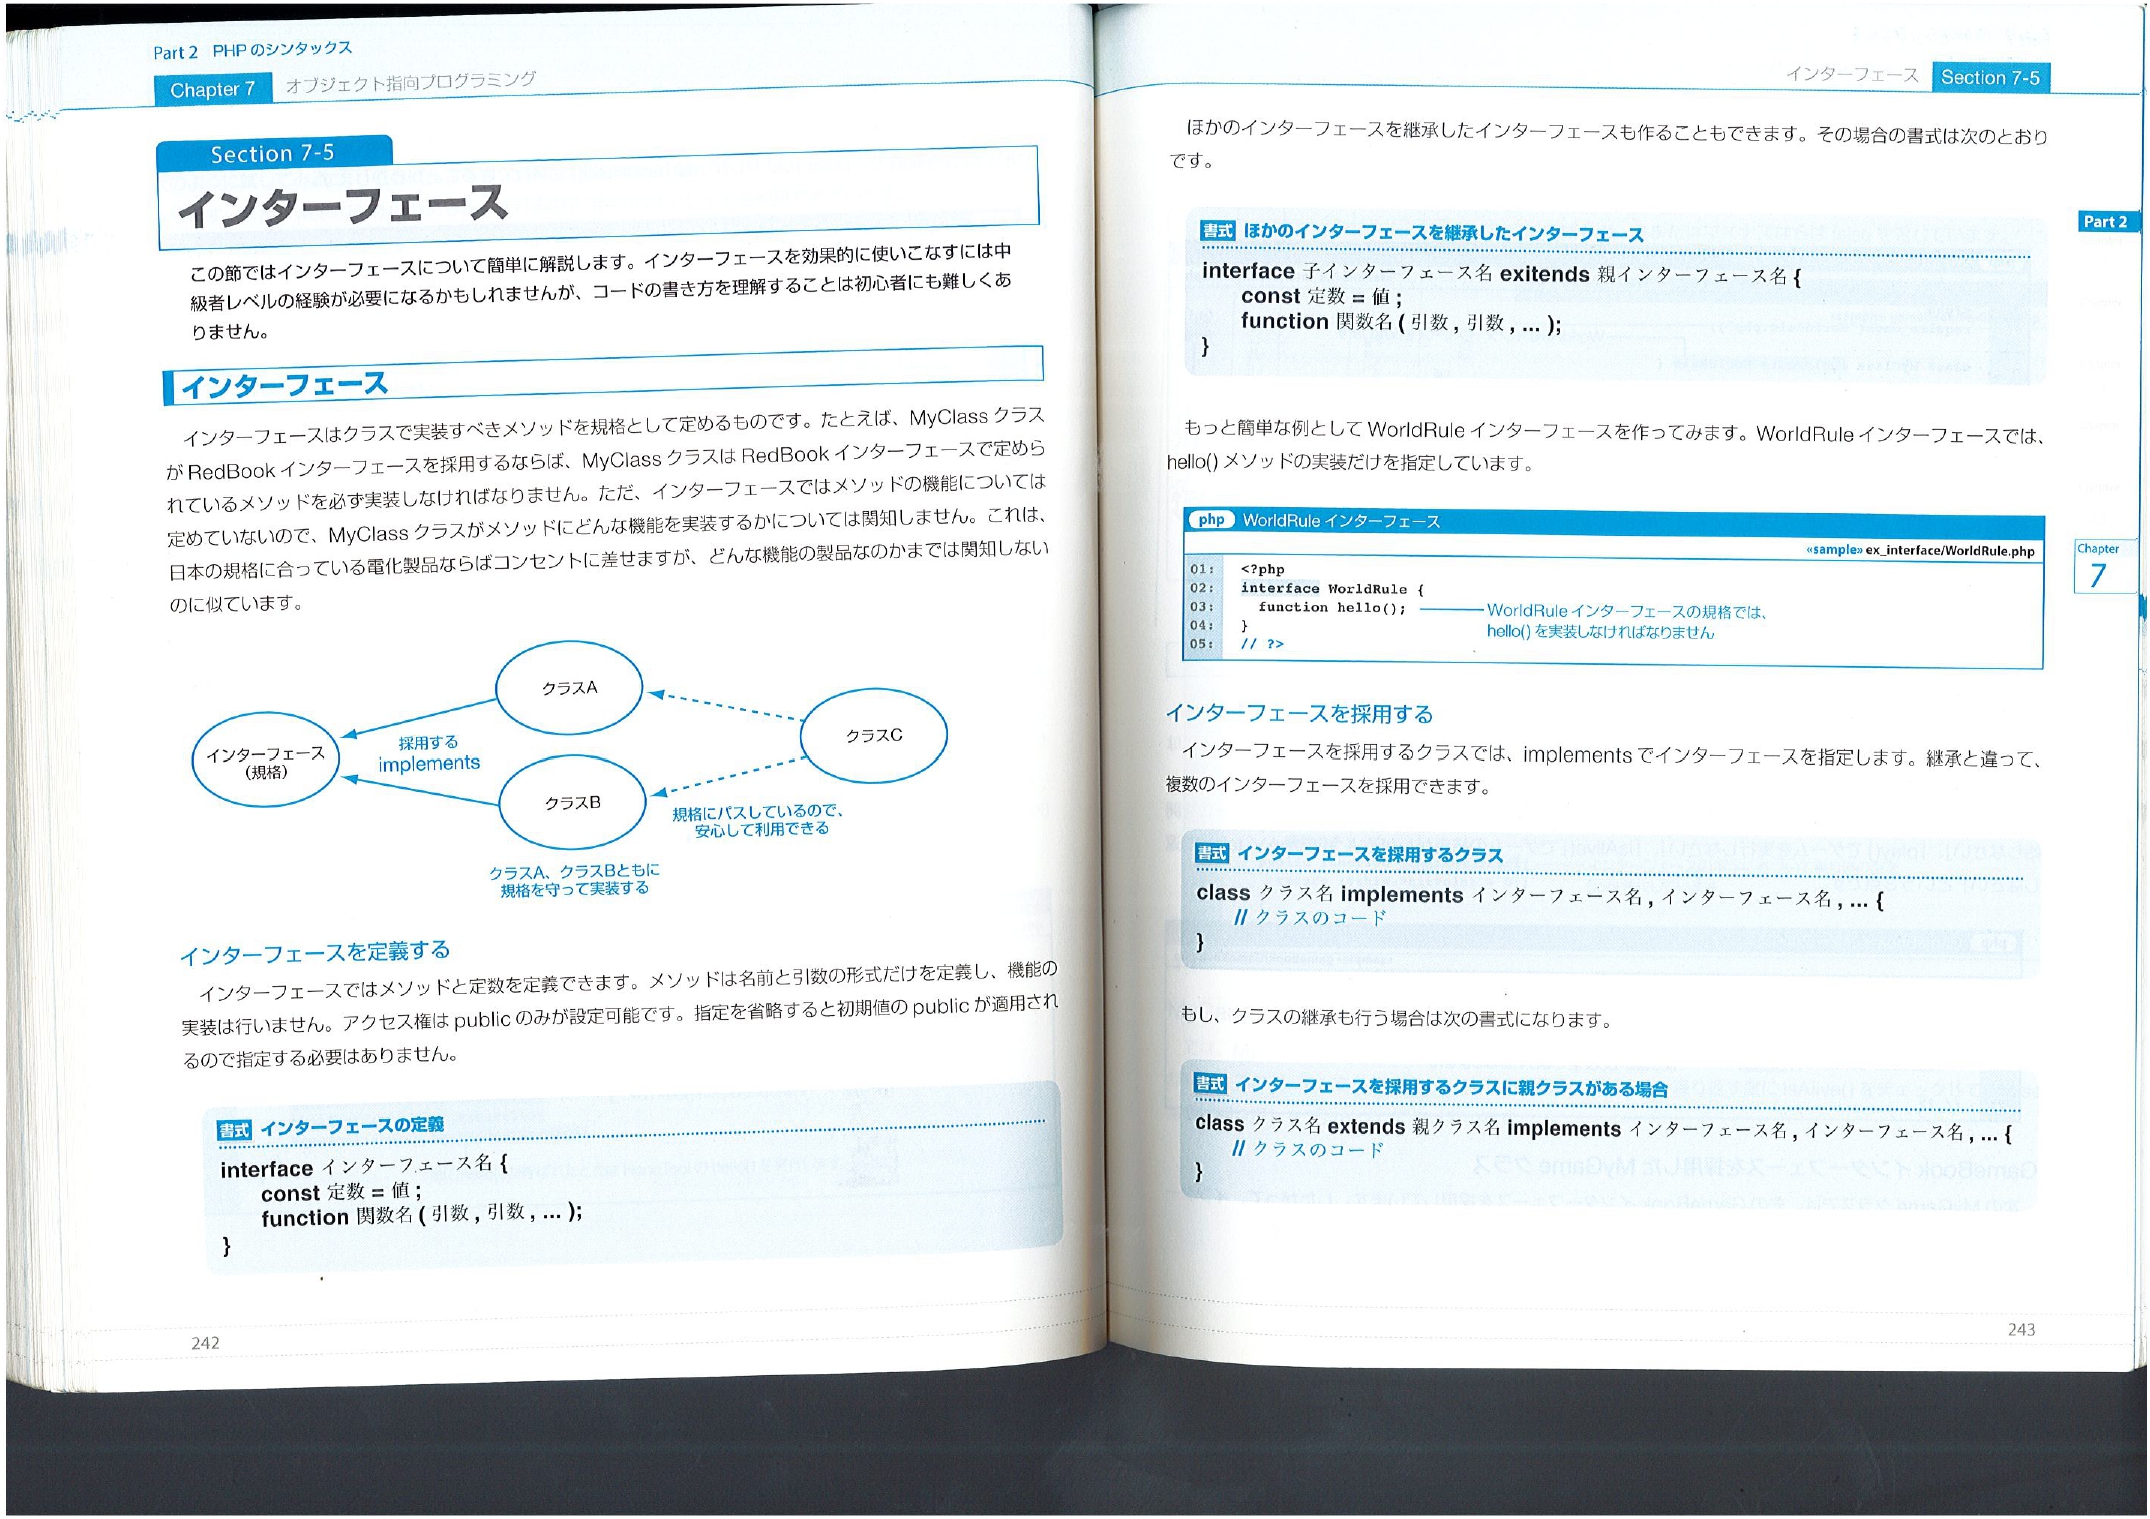 Part 2 PHPのシンタックス
Chapter 7 オブジェクト指向プログラミング
Section 7-5
インターフェース
この節ではインターフェースについて簡単に解説します。インターフェースを効果的に使いこなすには中
級者レベルの経験が必要になるかもしれませんが、コードの書き方を理解することは初心者にも難しくあ
りません。
インターフェース
インターフェースはクラスで実装すべきメソッドを規格として定めるものです。たとえば、MyClass クラス
が RedBook インターフェースを採用するならば、MyClass クラスは RedBook インターフェースで定めら
れているメソッドを必ず実装しなければなりません。ただ、インターフェースではメソッドの機能については
定めていないので、MyClass クラスがメソッドにどんな機能を実装するかについては関知しません。これは、
日本の規格に合っている電化製品ならばコンセントに差せますが、どんな機能の製品なのかまでは関知しない
のに似ています。
クラスA
インターフェース
(規格)
採用する
implements
クラスC
クラスB
規格にパスしているので、
安心して利用できる
クラスA、クラスBともに
規格を守って実装する
インターフェースを定義する
インターフェースではメソッドと定数を定義できます。メソッドは名前と引数の形式だけを定義し、機能の
実装は行いません。アクセス権は public のみが設定可能です。指定を省略すると初期値の public が適用され
るので指定する必要はありません。
書式 インターフェースの定義
interface インターフェース名 {
const 定数 = 値 ;
function 関数名 ( 引数 , 引数 , ... );
}
242
インターフェース Section 7-5
ほかのインターフェースを継承したインターフェースも作ることもできます。その場合の書式は次のとおり
です。
書式 ほかのインターフェースを継承したインターフェース
interface 子インターフェース名 exitends 親インターフェース名 {
const 定数 = 値 ;
function 関数名 ( 引数 , 引数 , ... );
}
Part 2
もっと簡単な例として WorldRule インターフェースを作ってみます。WorldRule インターフェースでは、
hello() メソッドの実装だけを指定しています。
php WorldRule インターフェース
«sample» ex_interface/WorldRule.php
01: <?php
02: interface WorldRule {
03: function hello(); WorldRule インターフェースの規格では、
hello() を実装しなければなりません
04: }
05: // ?>
Chapter
7
インターフェースを採用する
インターフェースを採用するクラスでは、implements でインターフェースを指定します。継承と違って、
複数のインターフェースを採用できます。
書式 インターフェースを採用するクラス
class クラス名 implements インターフェース名 , インターフェース名 , ... {
// クラスのコード
}
もし、クラスの継承も行う場合は次の書式になります。
書式 インターフェースを採用するクラスに親クラスがある場合
class クラス名 extends 親クラス名 implements インターフェース名 , インターフェース名 , ... {
// クラスのコード
}
243